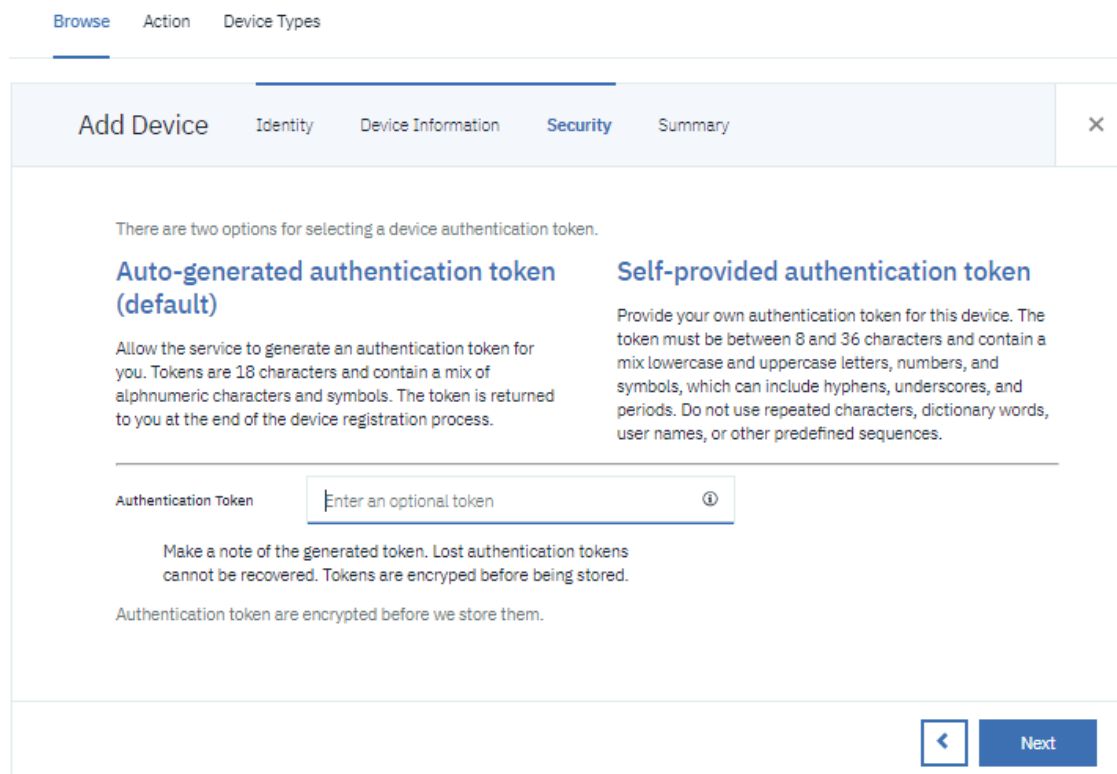 Browse Action Device Types
Add Device Identity Device Information Security Summary
There are two options for selecting a device authentication token.
Auto-generated authentication token
(default)
Allow the service to generate an authentication token for
you. Tokens are 18 characters and contain a mix of
alphnumeric characters and symbols. The token is returned
to you at the end of the device registration process.
Self-provided authentication token
Provide your own authentication token for this device. The
token must be between 8 and 36 characters and contain a
mix lowercase and uppercase letters, numbers, and
symbols, which can include hyphens, underscores, and
periods. Do not use repeated characters, dictionary words,
user names, or other predefined sequences.
Authentication Token Enter an optional token
Make a note of the generated token. Lost authentication tokens
cannot be recovered. Tokens are encryped before being stored.
Authentication token are encrypted before we store them.
Next